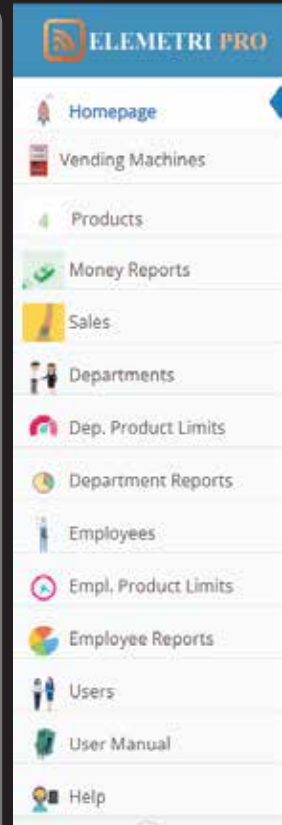 ELEMETRI PRO
Homepage
Vending Machines
Products
Money Reports
Sales
Departments
Dep. Product Limits
Department Reports
Employees
Empl. Product Limits
Employee Reports
Users
User Manual
Help